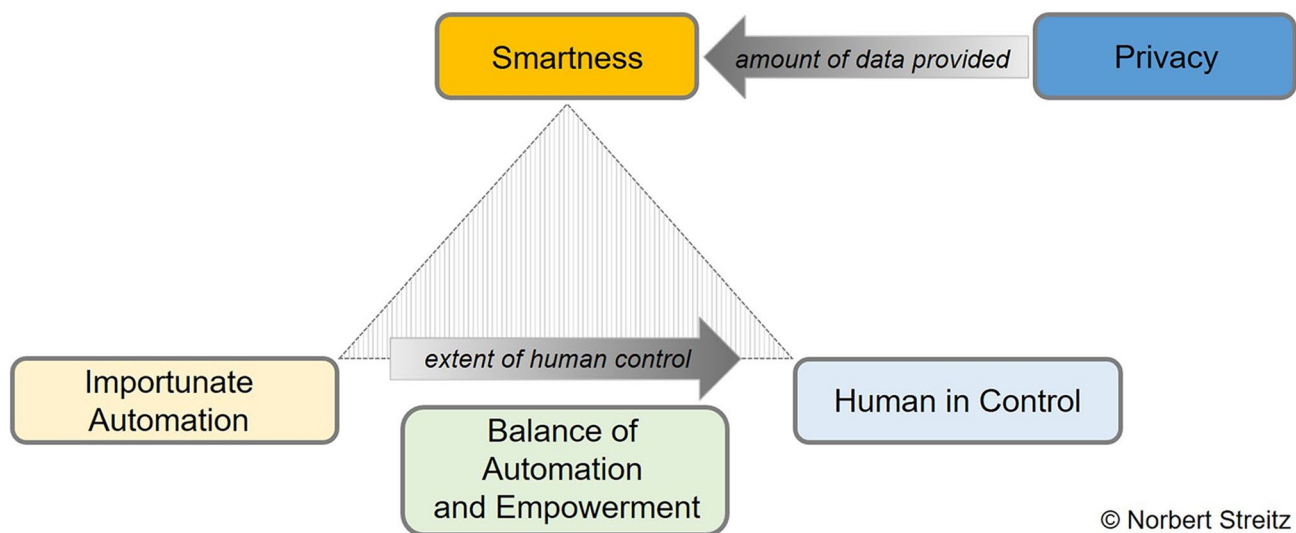 Smartness
amount of data provided
Privacy
extent of human control
Importunate
Automation
Human in Control
Balance of
Automation
and Empowerment
© Norbert Streitz